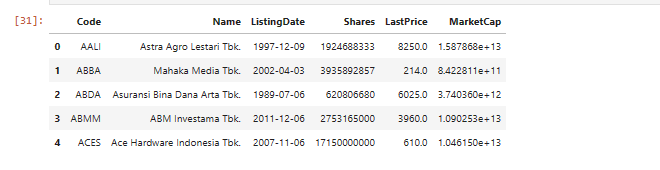 [31]: Code Name ListingDate Shares LastPrice MarketCap
0 AALI Astra Agro Lestari Tbk. 1997-12-09 1924688333 8250.0 1.587868e+13
1 ABBA Mahaka Media Tbk. 2002-04-03 3935892857 214.0 8.422811e+11
2 ABDA Asuransi Bina Dana Arta Tbk. 1989-07-06 620806680 6025.0 3.740360e+12
3 ABMM ABM Investama Tbk. 2011-12-06 2753165000 3960.0 1.090253e+13
4 ACES Ace Hardware Indonesia Tbk. 2007-11-06 17150000000 610.0 1.046150e+13